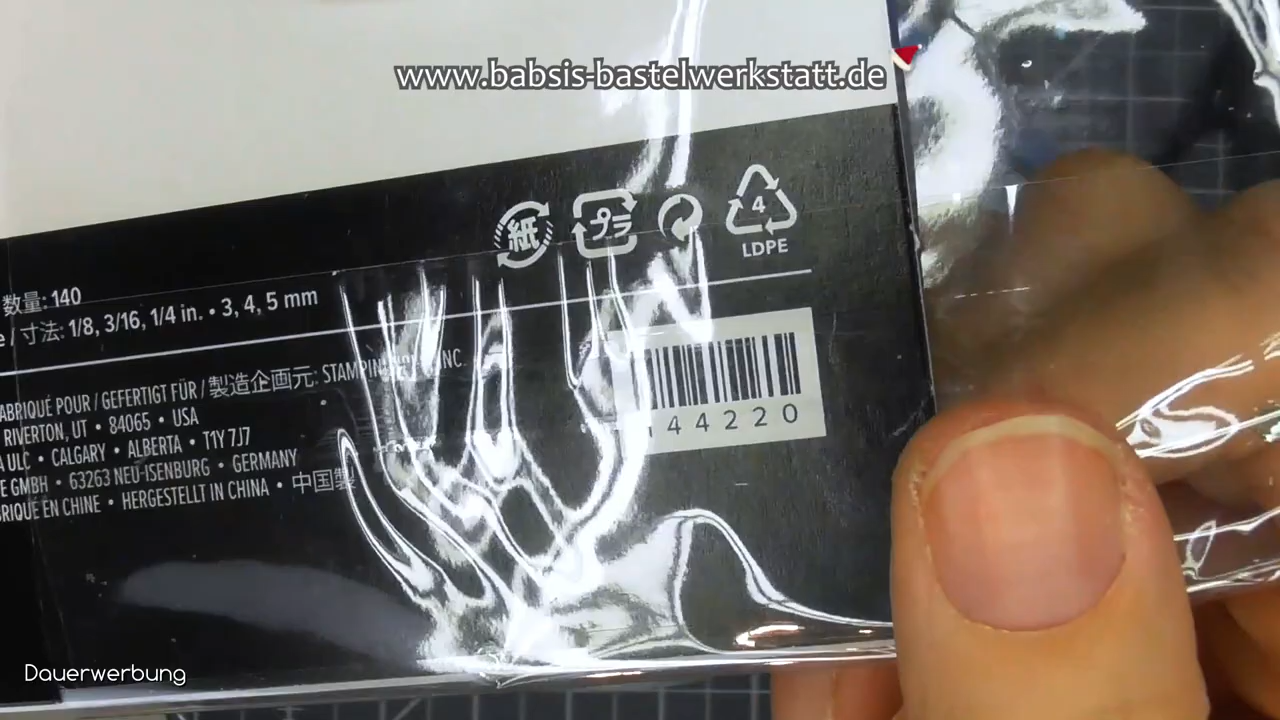 www.babsis-bastelwerkstatt.de
紙 プラ 4
LDPE
数量: 140
/ 寸法: 1/8, 3/16, 1/4 in. • 3, 4, 5 mm
ABRIQUÉ POUR / GEFERTIGT FÜR / 製造企画元: STAMPIN' INC.
RIVERTON, UT • 84065 • USA
ULC • CALGARY • ALBERTA • T1Y 7J7
GMBH • 63263 NEU-ISENBURG • GERMANY
BRIQUÉ EN CHINE • HERGESTELLT IN CHINA • 中国製
44220
Dauerwerbung